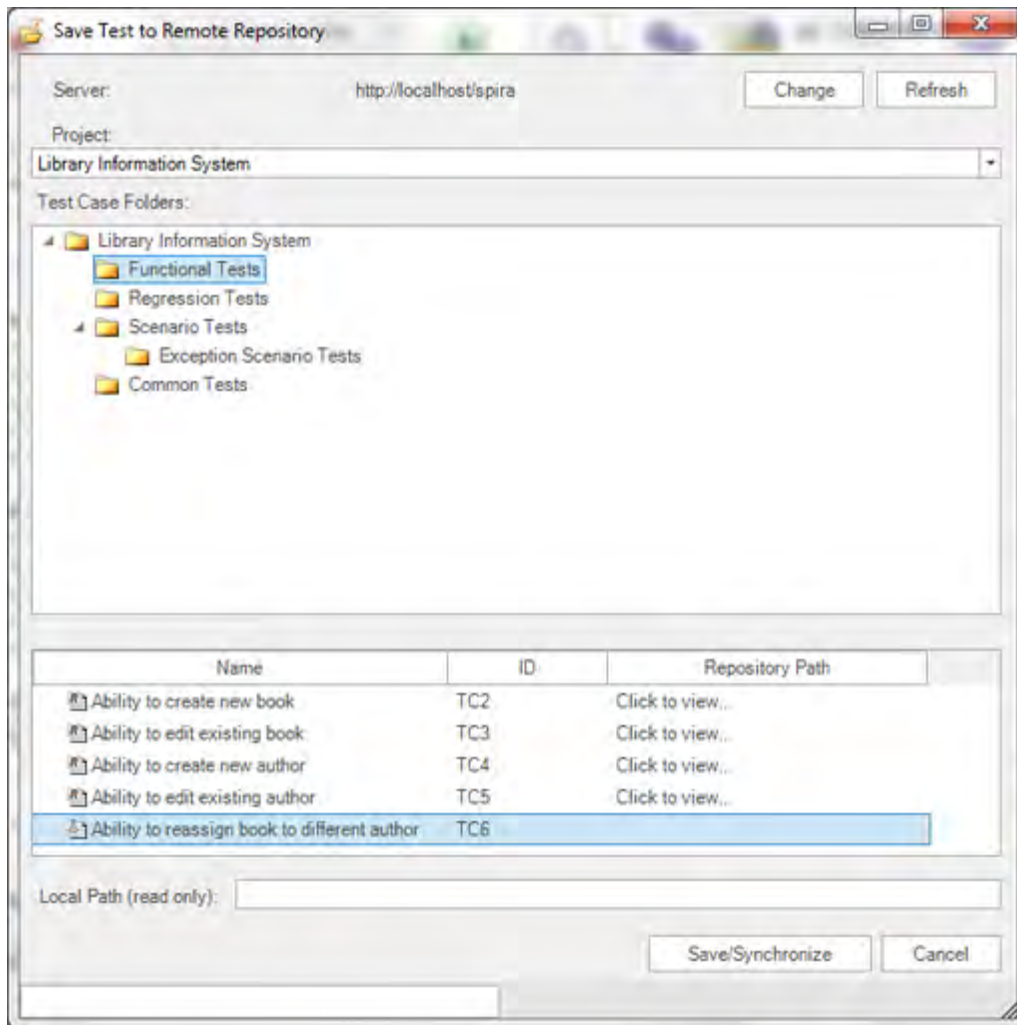 Save Test to Remote Repository
Server: http://localhost/spira Change Refresh
Project:
Library Information System
Test Case Folders:
Library Information System
Functional Tests
Regression Tests
Scenario Tests
Exception Scenario Tests
Common Tests
Name ID Repository Path
Ability to create new book TC2 Click to view...
Ability to edit existing book TC3 Click to view...
Ability to create new author TC4 Click to view...
Ability to edit existing author TC5 Click to view...
Ability to reassign book to different author TC6
Local Path (read only):
Save/Synchronize Cancel